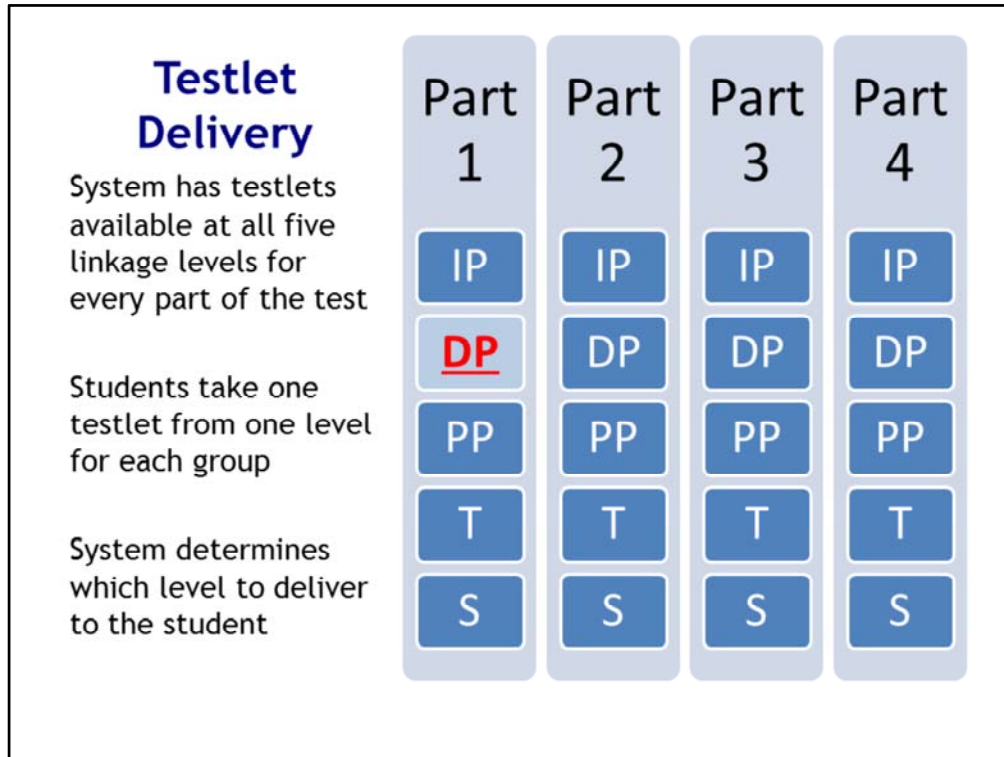 Testlet
Delivery
System has testlets
available at all five
linkage levels for
every part of the test
Students take one
testlet from one level
for each group
System determines
which level to deliver
to the student
Part
1
IP
DP
PP
T
S
Part
2
IP
DP
PP
T
S
Part
3
IP
DP
PP
T
S
Part
4
IP
DP
PP
T
S